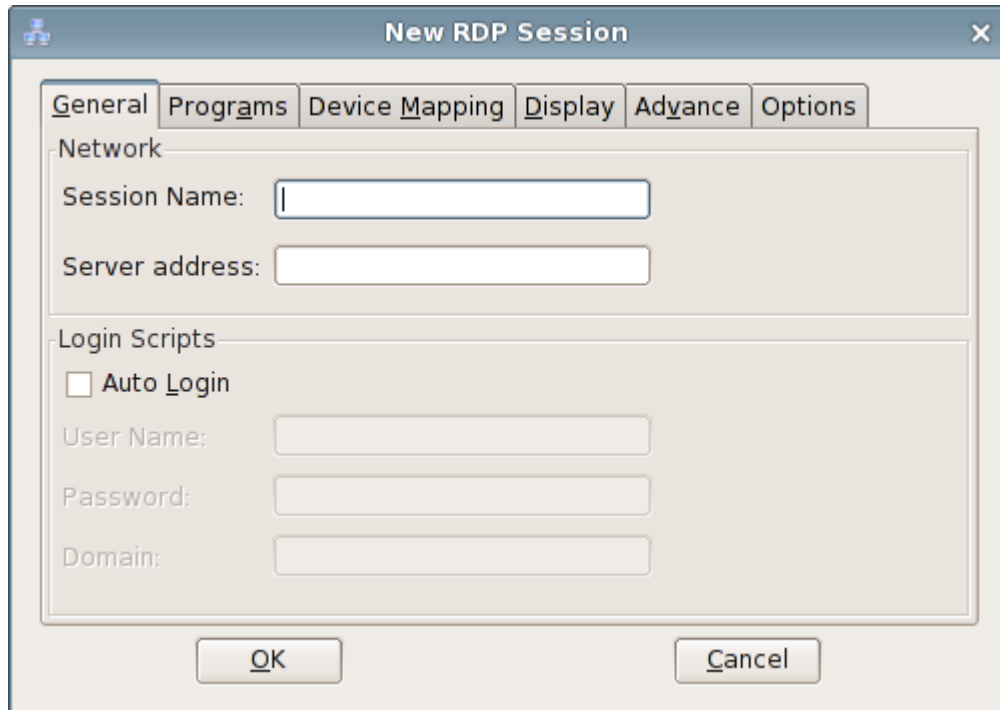 New RDP Session
General Programs Device Mapping Display Advance Options
Network
Session Name:
Server address:
Login Scripts
Auto Login
User Name:
Password:
Domain:
OK Cancel